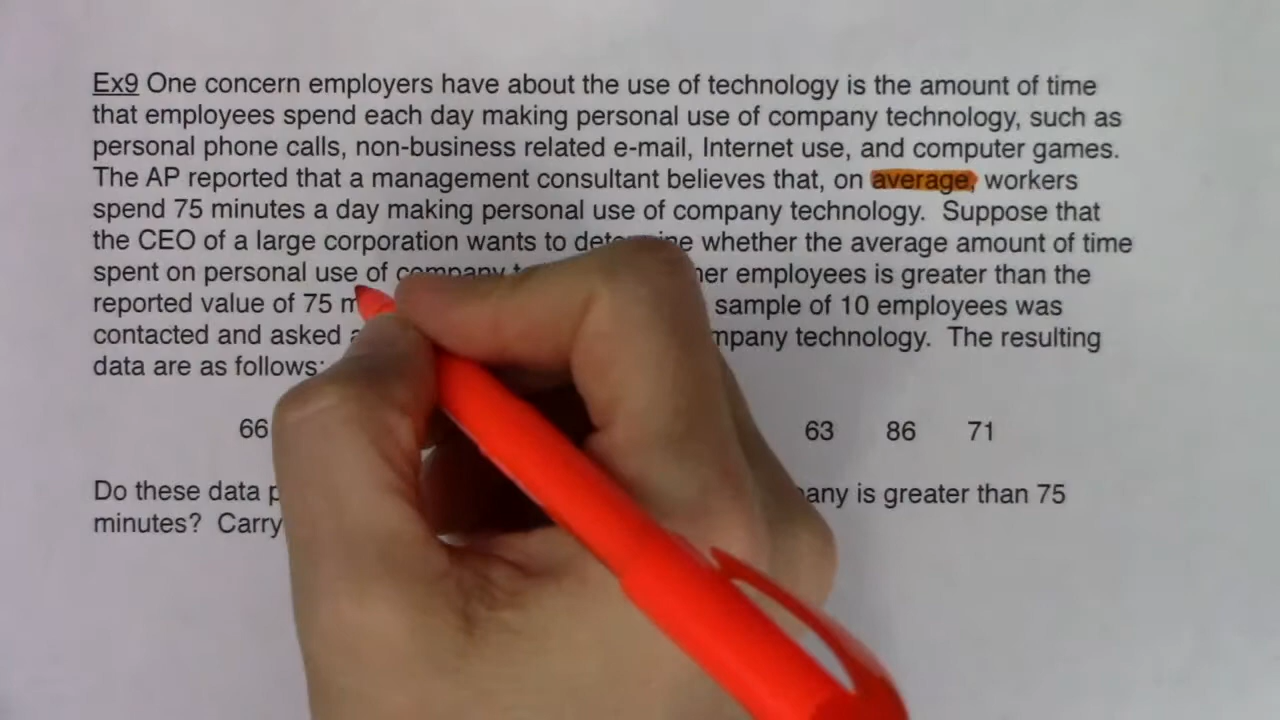 Ex9 One concern employers have about the use of technology is the amount of time
that employees spend each day making personal use of company technology, such as
personal phone calls, non-business related e-mail, Internet use, and computer games.
The AP reported that a management consultant believes that, on average, workers
spend 75 minutes a day making personal use of company technology. Suppose that
the CEO of a large corporation wants to determine whether the average amount of time
spent on personal use of company her employees is greater than the
reported value of 75 sample of 10 employees was
contacted and asked company technology. The resulting
data are as follows:
66 63 86 71
Do these data company is greater than 75
minutes? Carry